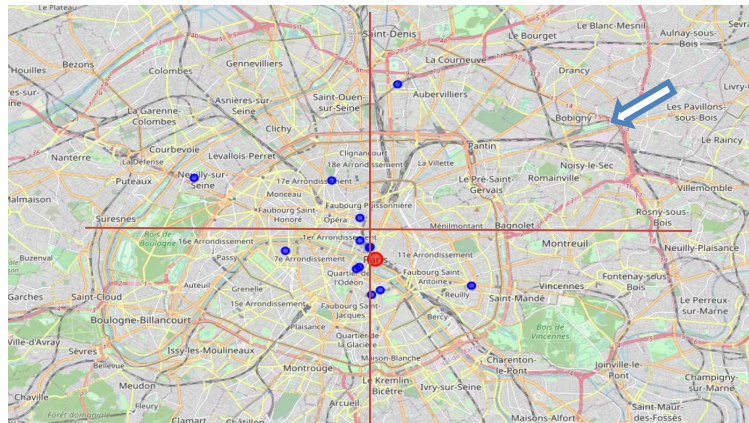 Le Plateau
Le Blanc-Mesnil
Saint-Denis
Le Bourget
Aulnay-sous-
Bois
Sevra
Bezons
Gennevilliers
La Courneuve
Houilles
Colombes
Drancy
Livry-
Asnières-sur-
Seine
Saint-Ouen
-sur-Seine
Aubervilliers
La Garenne-
Colombes
Bobigny
Les Pavillons-
sous-Bois
Clichy
Le Raincy
Courbevoie
Clignancourt
Pantin
Nanterre
La Défense
Levallois-Perret
18e Arrondissement
La Villette
Noisy-le-Sec
Puteaux
Neuilly-sur-
Seine
17e Arrondissement
Le Pré-Saint-
Gervais
Romainville
Villemomble
Monceau
Malmaison
Faubourg Saint-
Honoré
Faubourg Poissonnière
Rosny-sous-
Bois
Suresnes
Opéra
Ménilmontant
Bagnolet
Bois de
Boulogne
16e Arrondissement
1er Arrondissement
Montreuil
Neuilly-Plaisance
Buzenval
Passy
7e Arrondissement
Paris
11e Arrondissement
Quartier de
l'Odéon
Faubourg Saint-
Antoine
Fontenay-sous-
Bois
Garches
Saint-Cloud
Auteuil
Grenelle
Reuilly
Saint-Mandé
Vincennes
Le Perreux
-sur-Marne
15e Arrondissement
Faubourg Saint-
Jacques
Boulogne-Billancourt
Plaisance
Bercy
Bois de
Vincennes
Ville-d'Avray
Sèvres
Issy-les-Moulineaux
Quartier de
la Glacière
Maison-Blanche
Charenton-
le-Pont
Joinville-le-
Pont
Bellevue
Montrouge
Champigny-
sur-Marne
Meudon
Le Kremlin-
Bicêtre
Ivry-sur-Seine
Chaville
Fleury
Arcueil
Saint-Maur-
des-Fossés
Forêt domaniale
Clamart
Châtillon
Maisons-Alfort